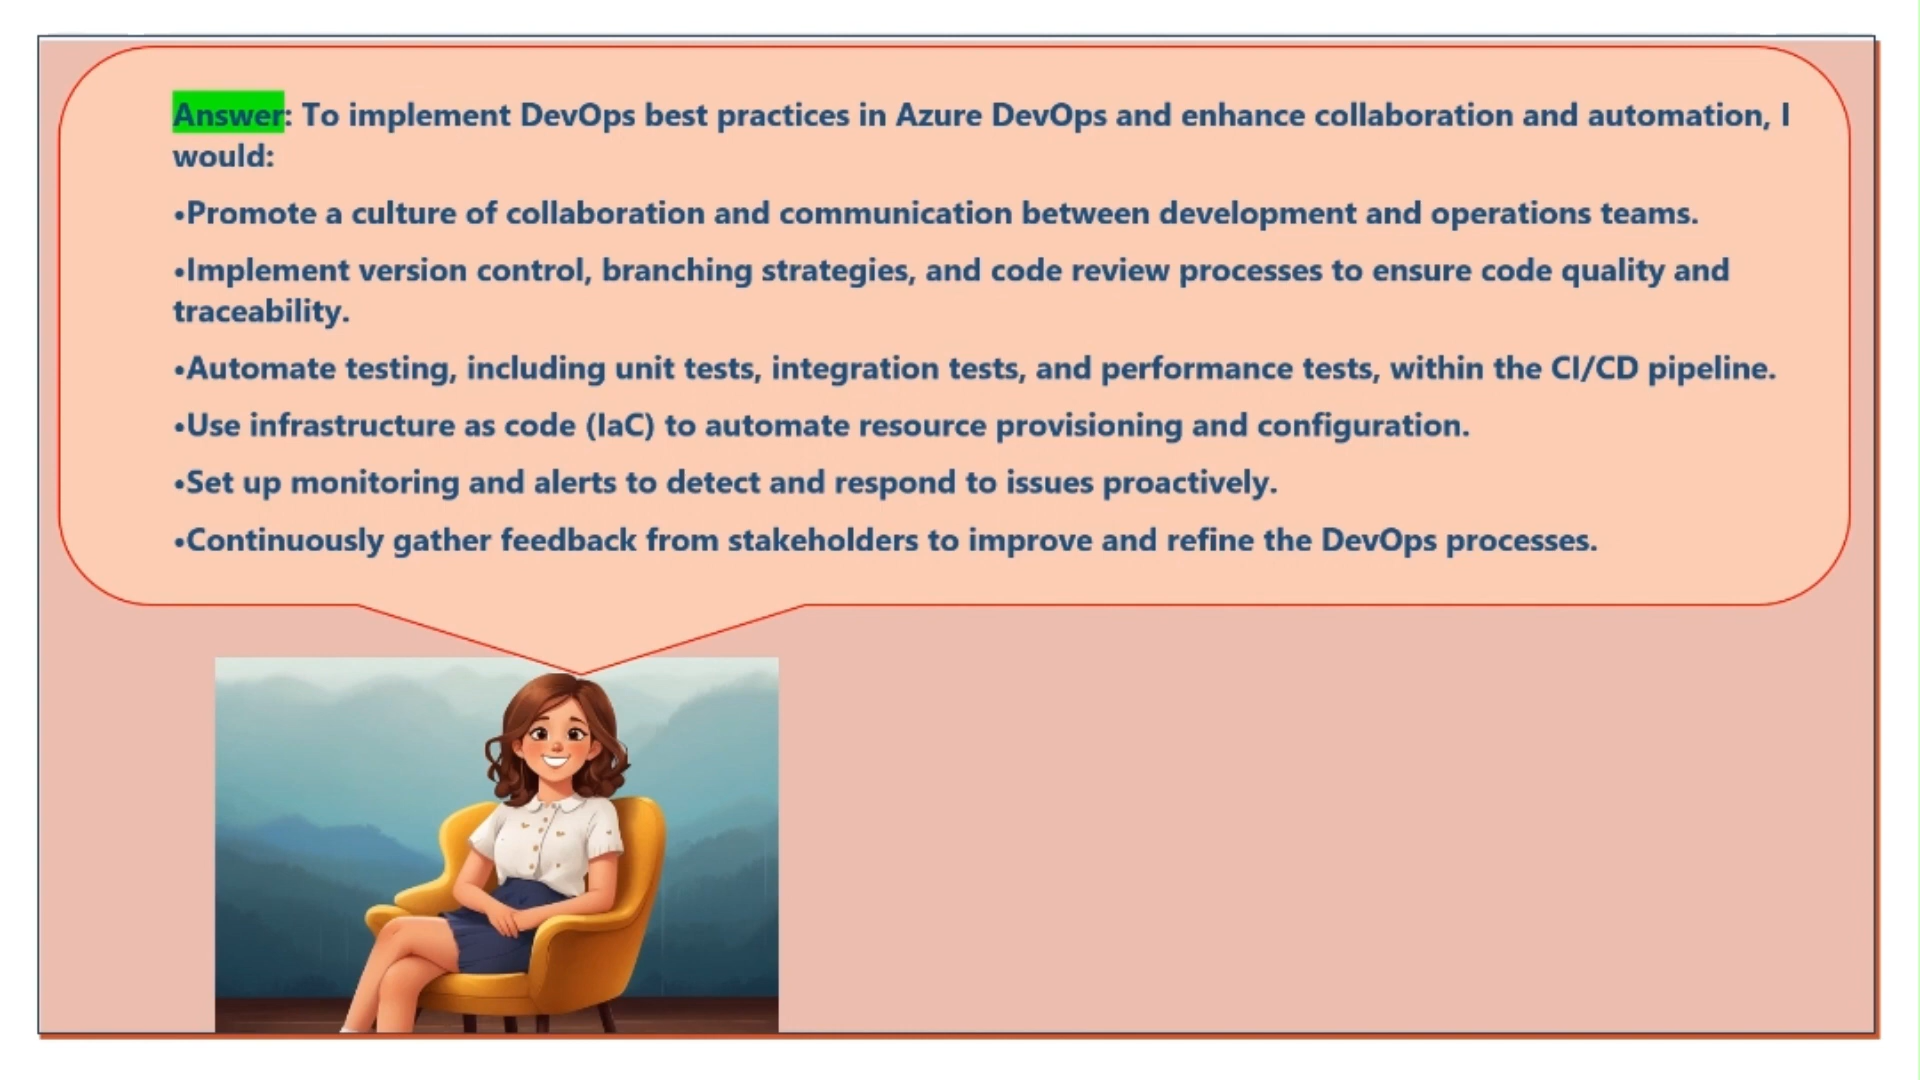 Answer: To implement DevOps best practices in Azure DevOps and enhance collaboration and automation, I
would:
•Promote a culture of collaboration and communication between development and operations teams.
•Implement version control, branching strategies, and code review processes to ensure code quality and
traceability.
•Automate testing, including unit tests, integration tests, and performance tests, within the CI/CD pipeline.
•Use infrastructure as code (IaC) to automate resource provisioning and configuration.
•Set up monitoring and alerts to detect and respond to issues proactively.
•Continuously gather feedback from stakeholders to improve and refine the DevOps processes.